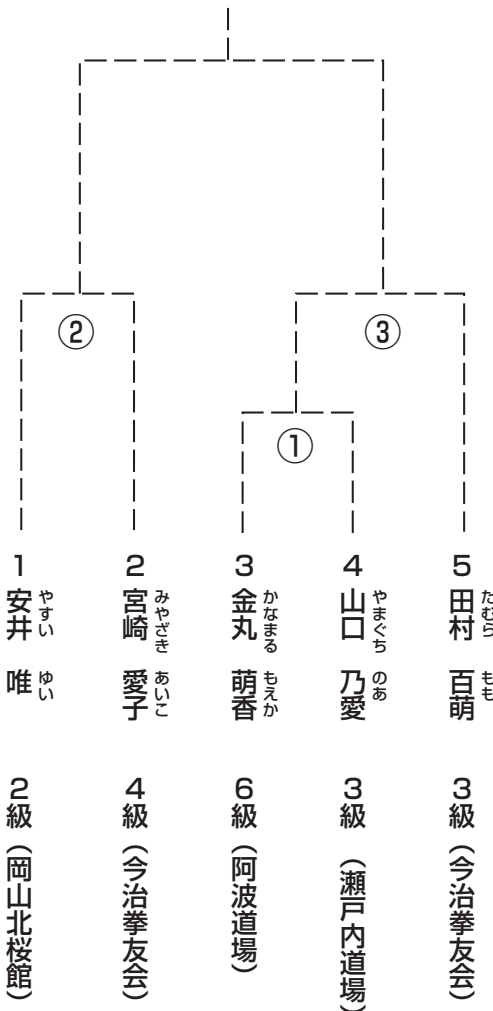 ②
③
①
1 安井 唯 2級（岡山北桜館）
やすい ゆい
2 宮崎 愛子 4級（今治拳友会）
みやざき あいこ
3 金丸 萌香 6級（阿波道場）
かなまる もえか
4 山口 乃愛 3級（瀬戸内道場）
やまぐち のあ
5 田村 百萌 3級（今治拳友会）
たむら もも